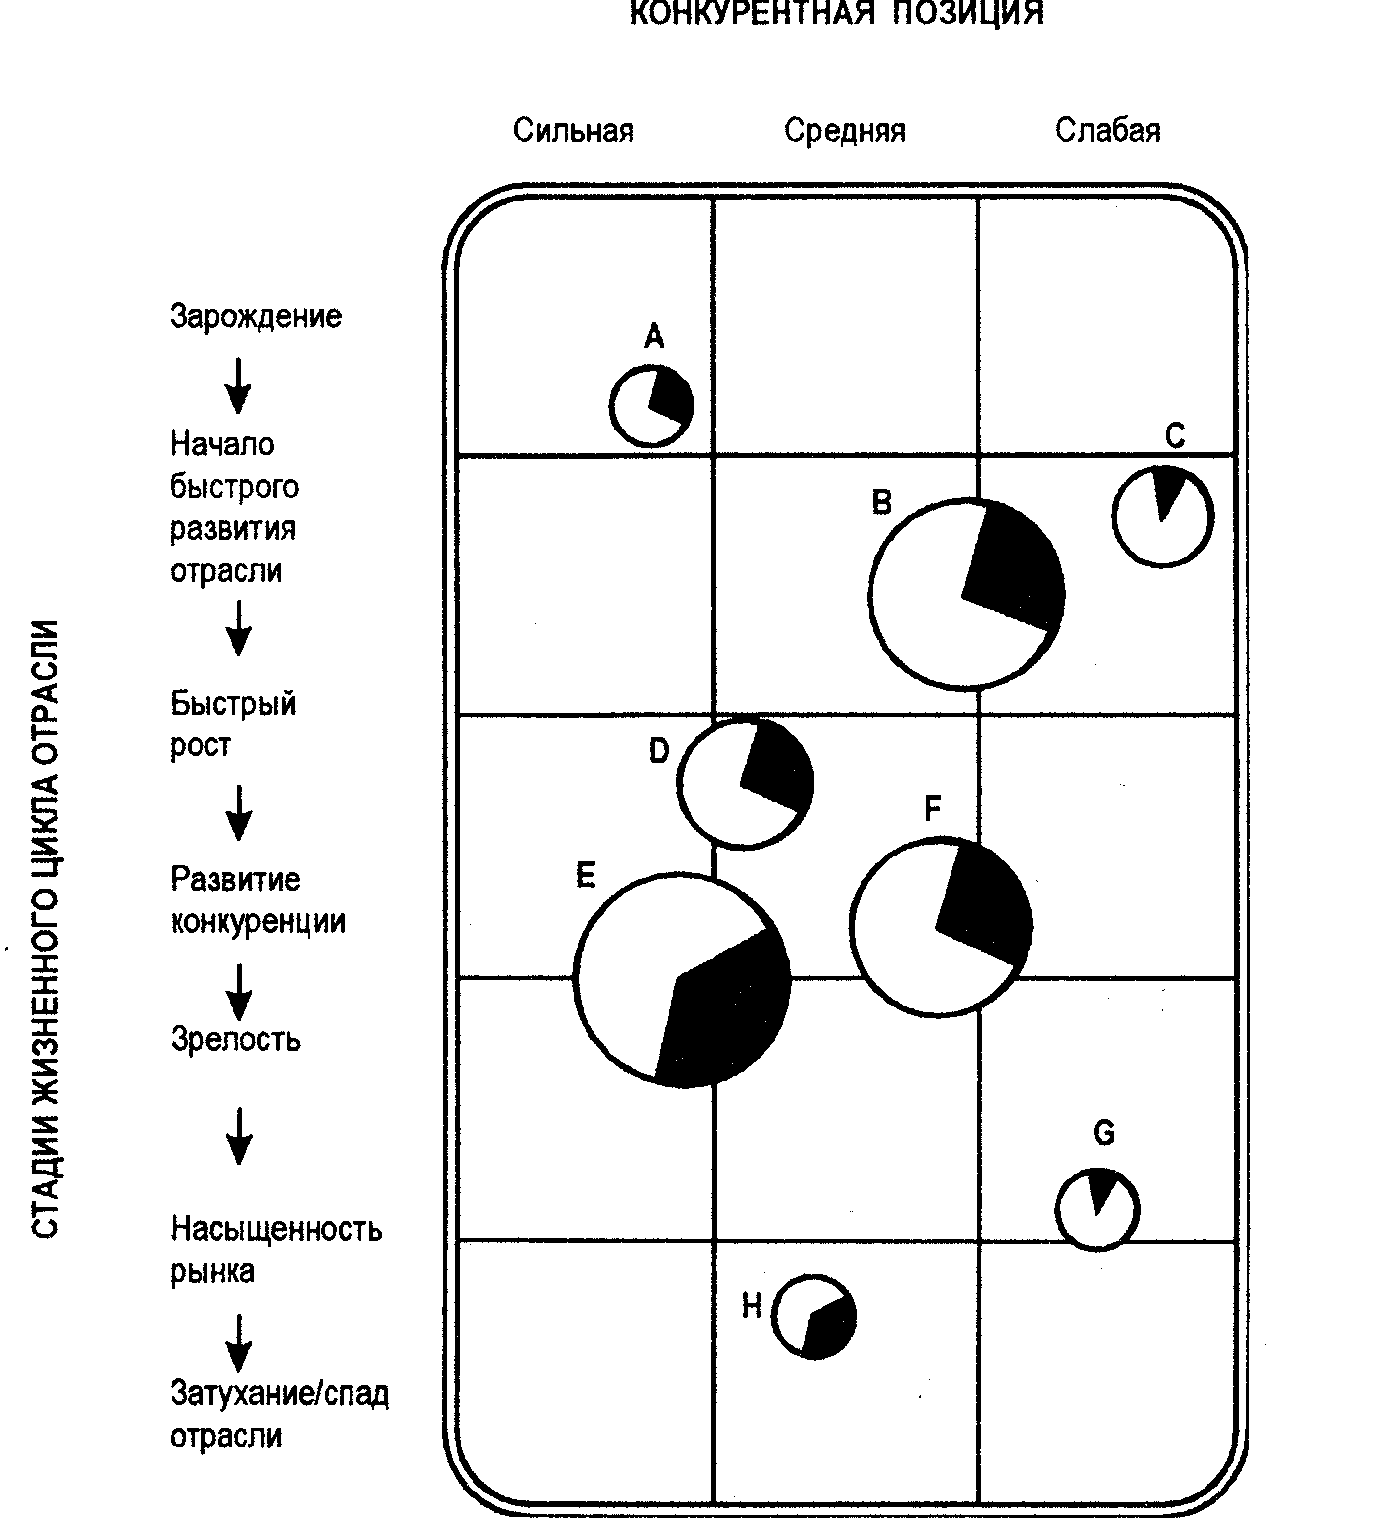 КОНКУРЕНТНАЯ ПОЗИЦИЯ
Сильная Средняя Слабая
СТАДИИ ЖИЗНЕННОГО ЦИКЛА ОТРАСЛИ
Зарождение
Начало
быстрого
развития
отрасли
Быстрый
рост
Развитие
конкуренции
Зрелость
Насыщенность
рынка
Затухание/спад
отрасли
A
C
B
D
F
E
G
H